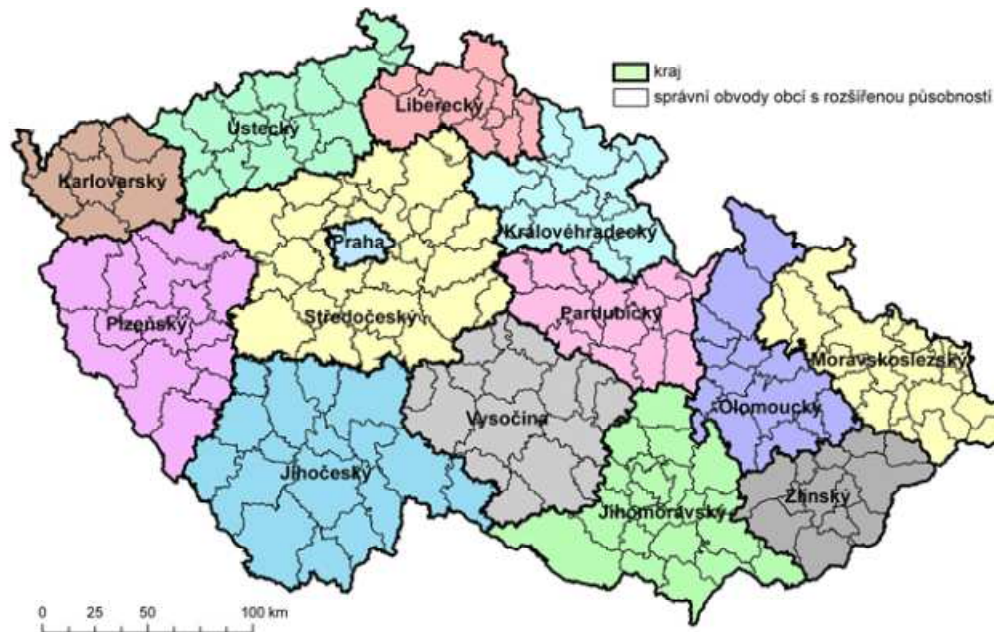 kraj
správní obvody obcí s rozšířenou působností
Liberecký
Ústecký
Karloverský
Královéhradecký
Praha
Středočeský
Pardubický
Plzeňský
Moravskoslezský
Olomoucký
Vysočina
Jihočeský
Zlínský
Jihomoravský
0 25 50 100 km